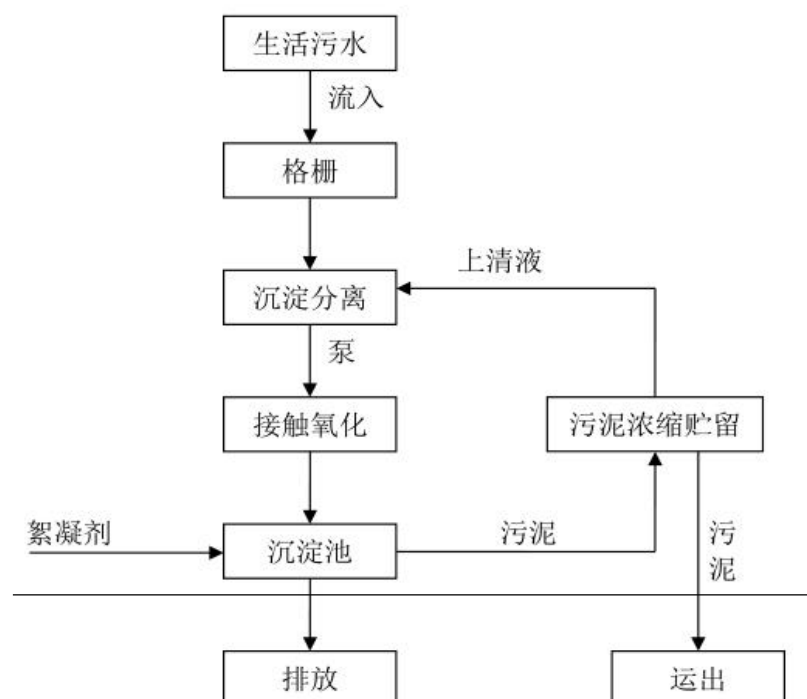 生活污水
流入
格栅
上清液
沉淀分离
泵
接触氧化
污泥浓缩贮留
絮凝剂
沉淀池
污泥
污
泥
排放
运出